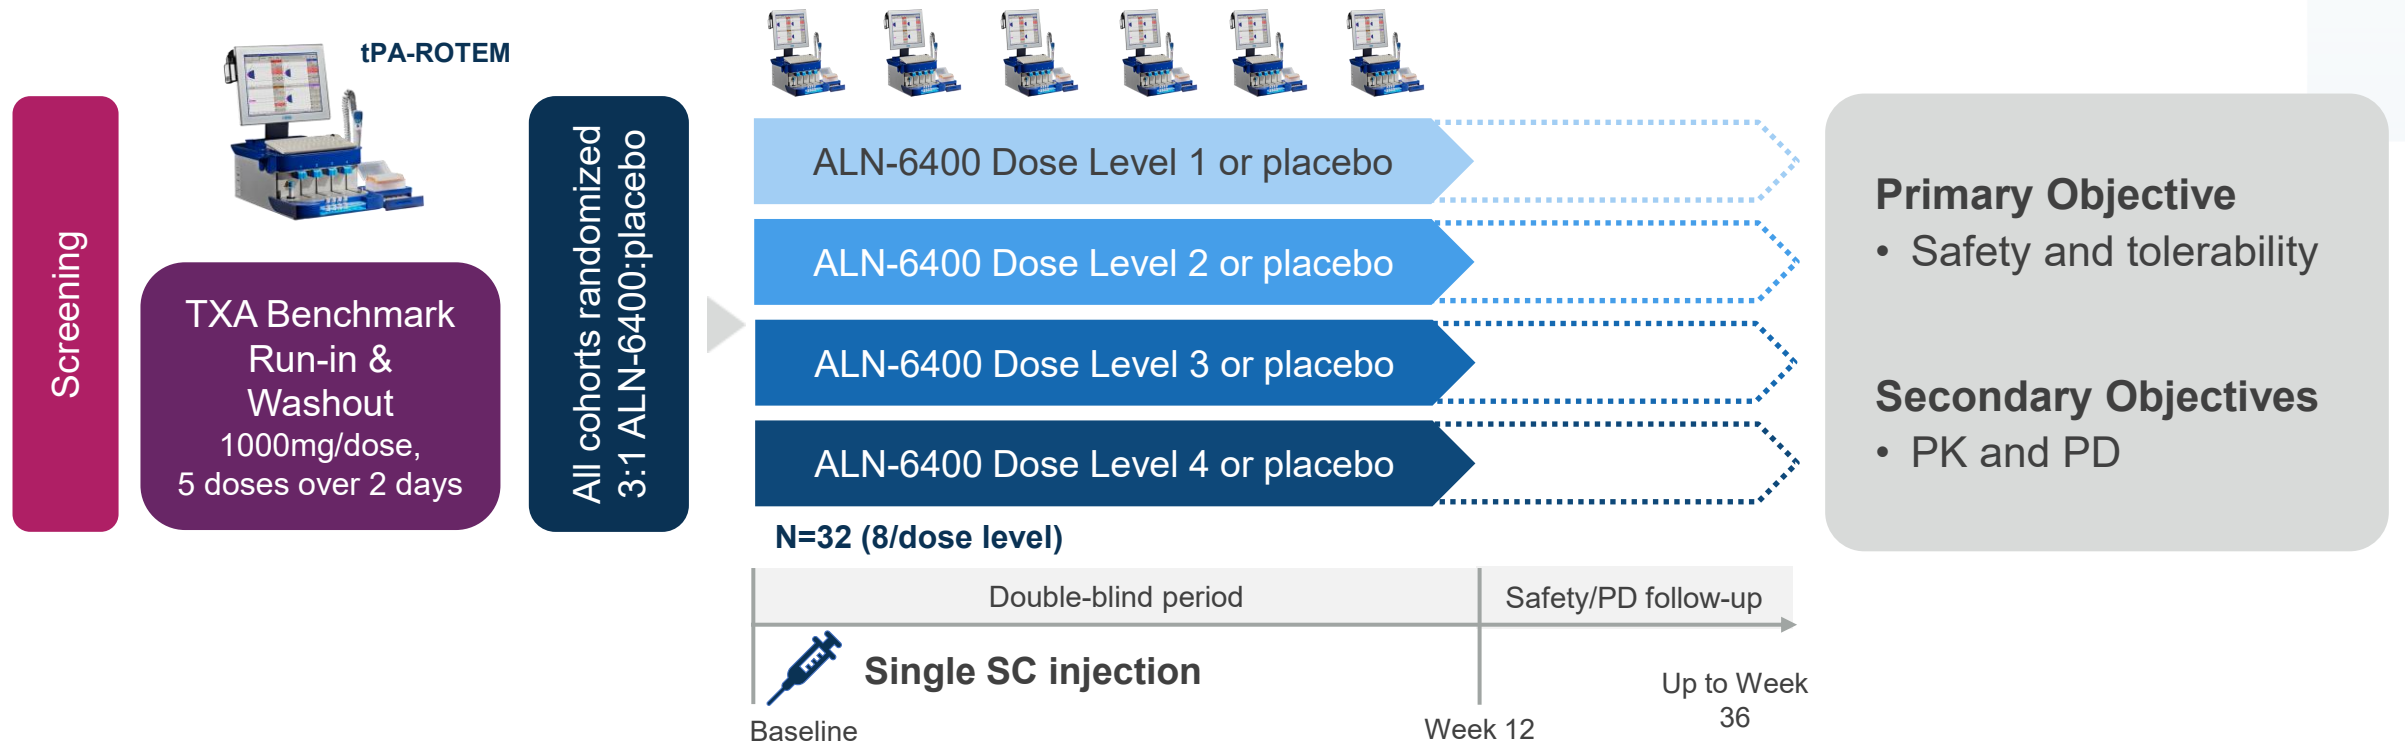 tPA-ROTEM
Screening
TXA Benchmark
Run-in &
Washout
1000mg/dose,
5 doses over 2 days
All cohorts randomized
3:1 ALN-6400:placebo
ALN-6400 Dose Level 1 or placebo
ALN-6400 Dose Level 2 or placebo
ALN-6400 Dose Level 3 or placebo
ALN-6400 Dose Level 4 or placebo
N=32 (8/dose level)
Double-blind period
Safety/PD follow-up
Single SC injection
Baseline
Week 12
Up to Week
36
Primary Objective
• Safety and tolerability
Secondary Objectives
• PK and PD